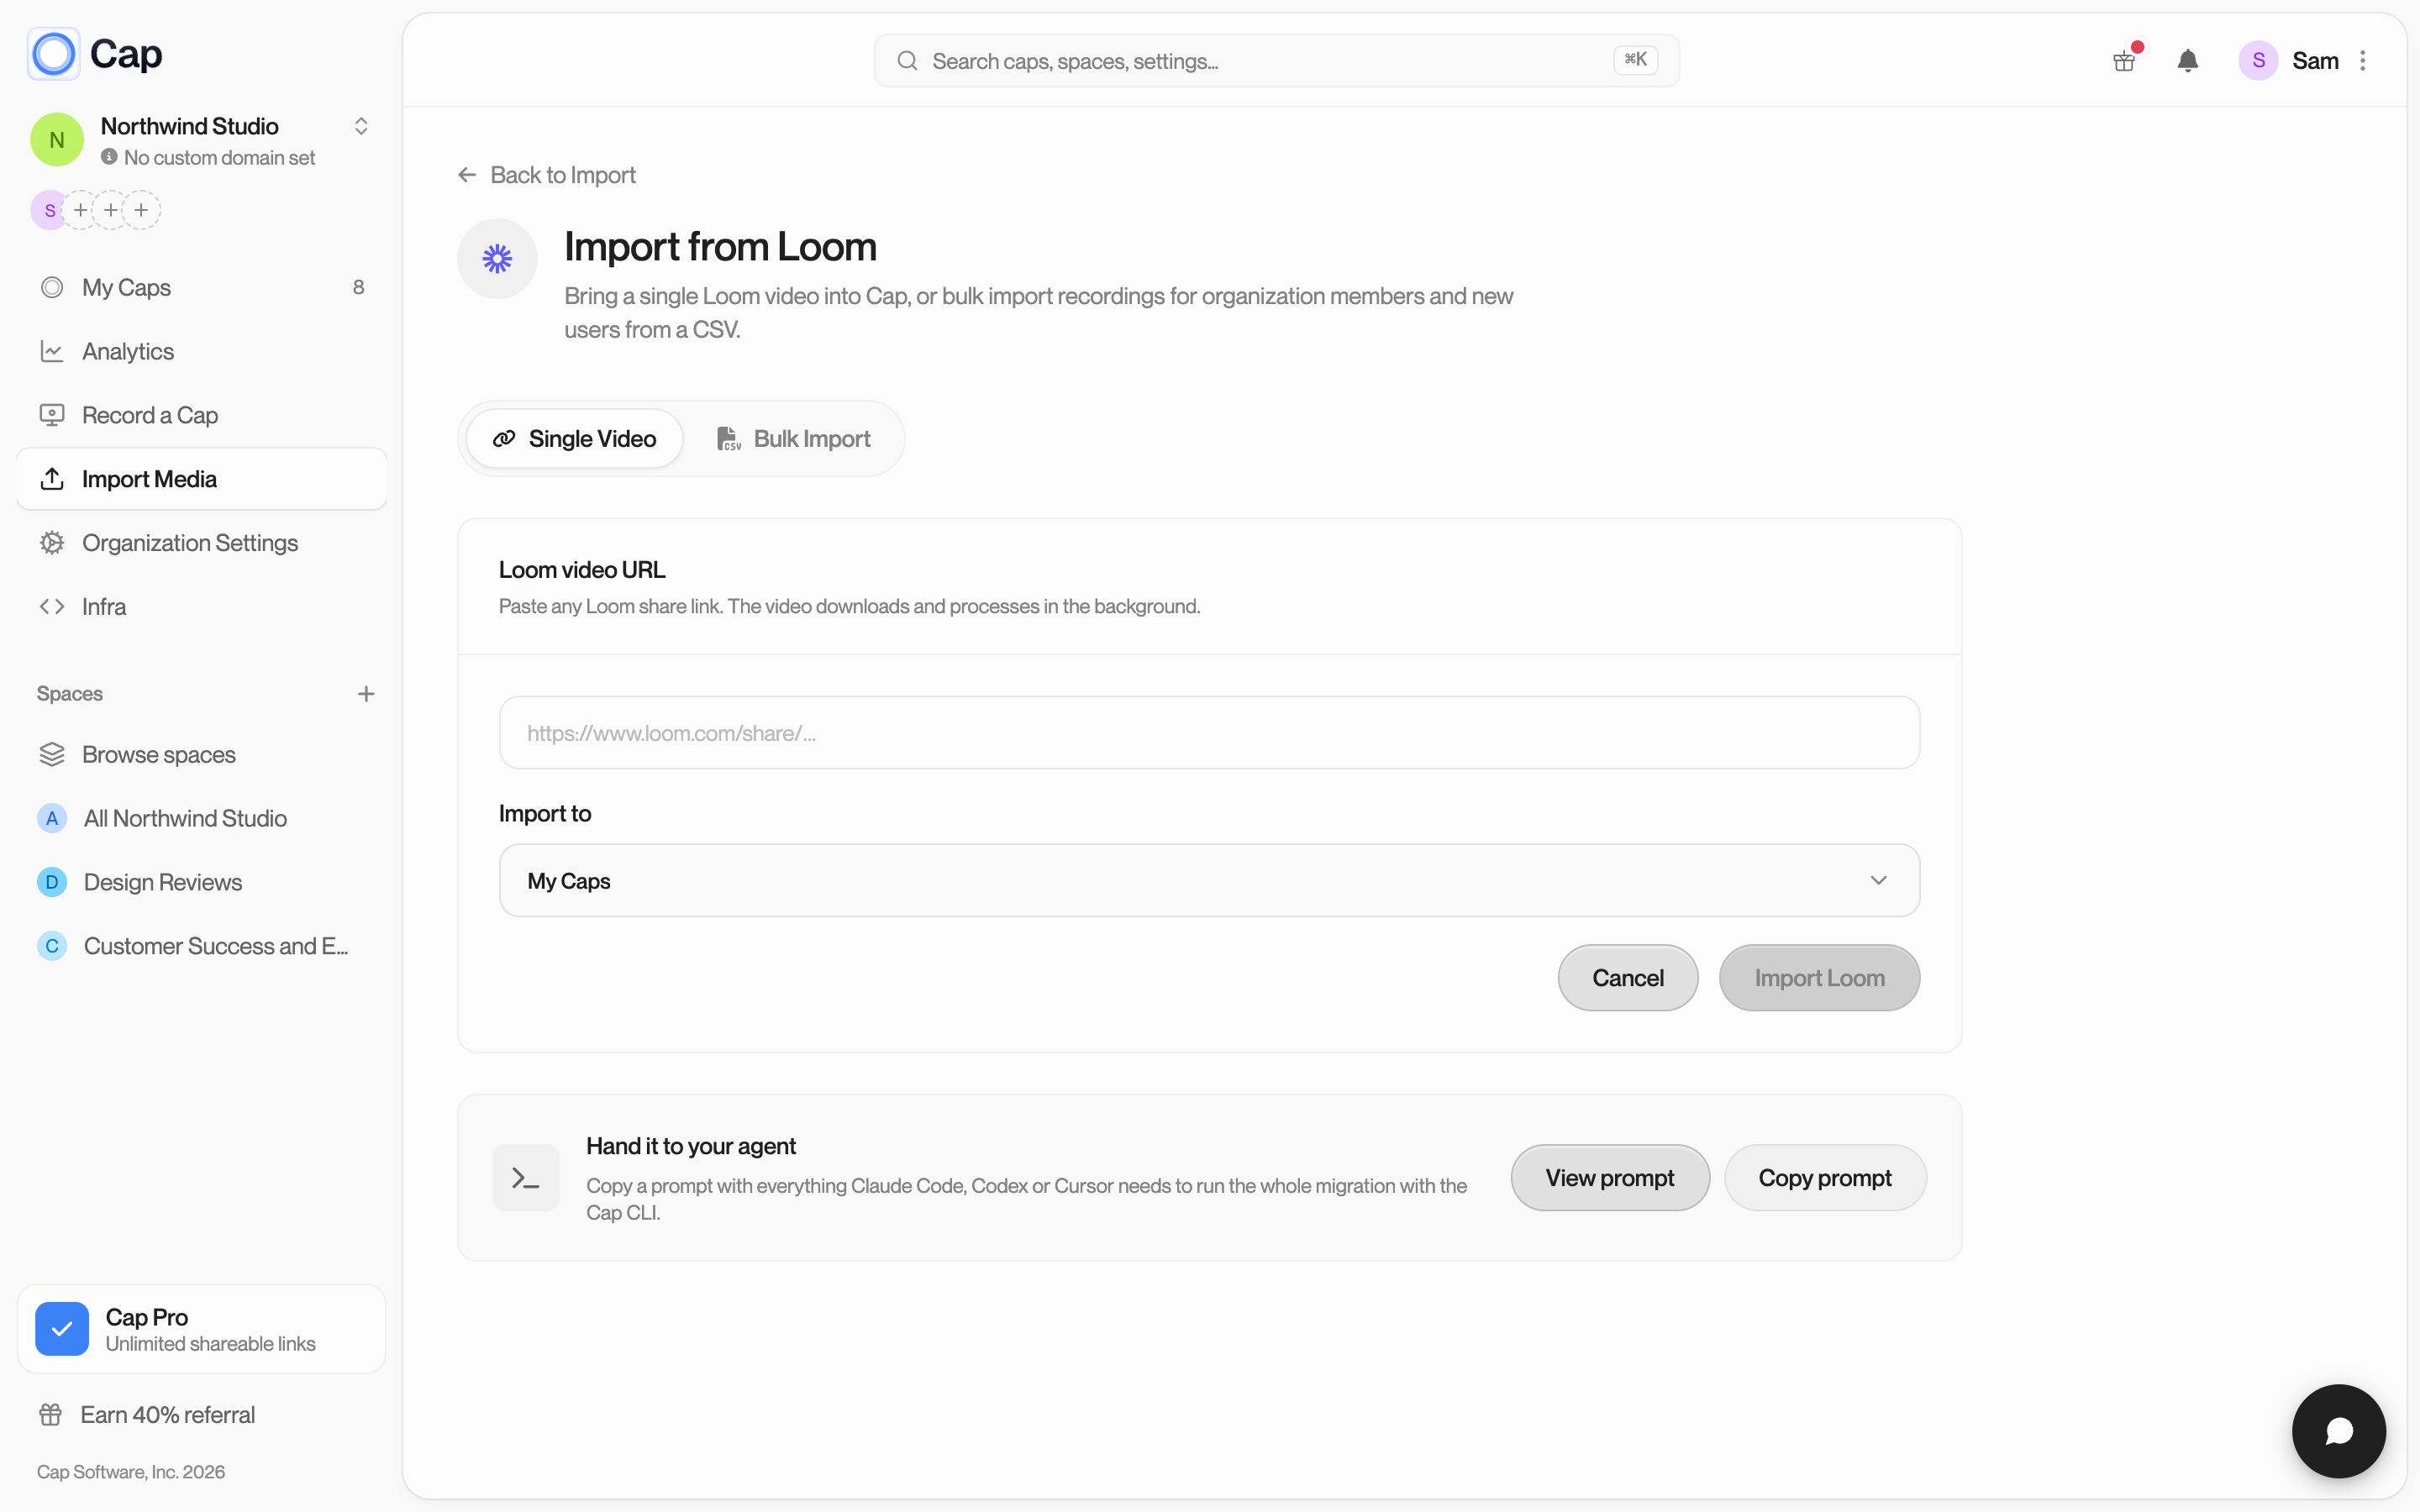 Cap
Search caps, spaces, settings...
⌘K
S
Sam
N
Northwind Studio
No custom domain set
S
My Caps
8
Analytics
Record a Cap
Import Media
Organization Settings
Infra
Spaces
Browse spaces
A
All Northwind Studio
D
Design Reviews
C
Customer Success and E...
Cap Pro
Unlimited shareable links
Earn 40% referral
Cap Software, Inc. 2026
Back to Import
Import from Loom
Bring a single Loom video into Cap, or bulk import recordings for organization members and new
users from a CSV.
Single Video
CSV
Bulk Import
Loom video URL
Paste any Loom share link. The video downloads and processes in the background.
https://www.loom.com/share/...
Import to
My Caps
Cancel
Import Loom
Hand it to your agent
Copy a prompt with everything Claude Code, Codex or Cursor needs to run the whole migration with the
Cap CLI.
View prompt
Copy prompt